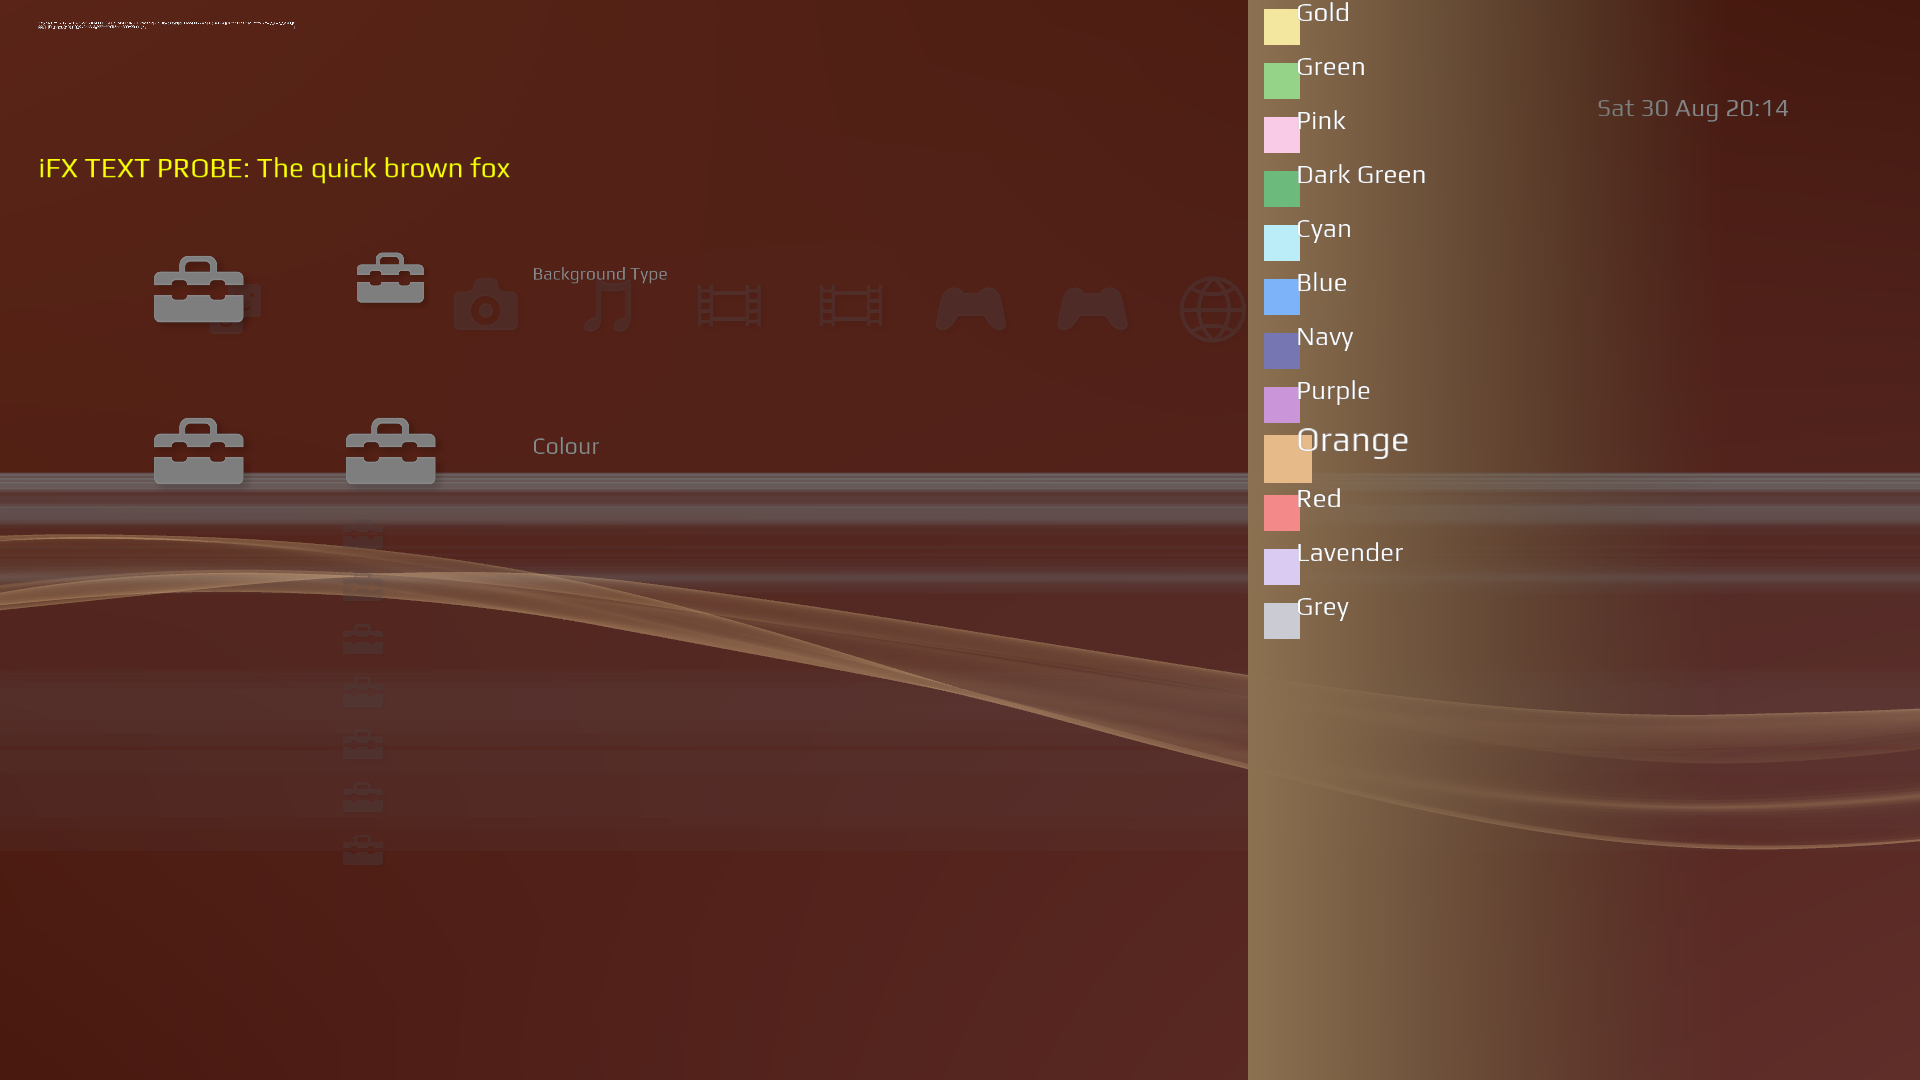 iFX TEXT PROBE: The quick brown fox
Background Type
Colour
Gold
Green
Pink
Dark Green
Cyan
Blue
Navy
Purple
Orange
Red
Lavender
Grey
Sat 30 Aug 20:14